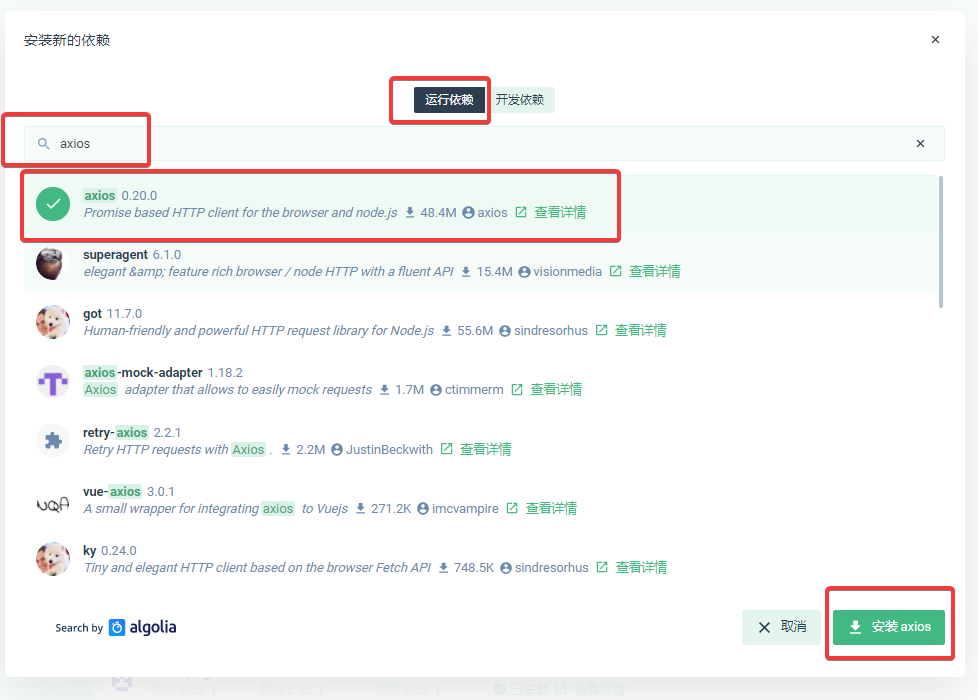 安装新的依赖
运行依赖 开发依赖
axios
axios 0.20.0
Promise based HTTP client for the browser and node.js 48.4M axios 查看详情
superagent 6.1.0
elegant &amp; feature rich browser / node HTTP with a fluent API 15.4M visionmedia 查看详情
got 11.7.0
Human-friendly and powerful HTTP request library for Node.js 55.6M sindresorhus 查看详情
axios-mock-adapter 1.18.2
Axios adapter that allows to easily mock requests 1.7M ctimmerm 查看详情
retry-axios 2.2.1
Retry HTTP requests with Axios . 2.2M JustinBeckwith 查看详情
vue-axios 3.0.1
A small wrapper for integrating axios to Vuejs 271.2K imcvampire 查看详情
ky 0.24.0
Tiny and elegant HTTP client based on the browser Fetch API 748.5K sindresorhus 查看详情
Search by algolia
取消 安装 axios
已安装 查看详情